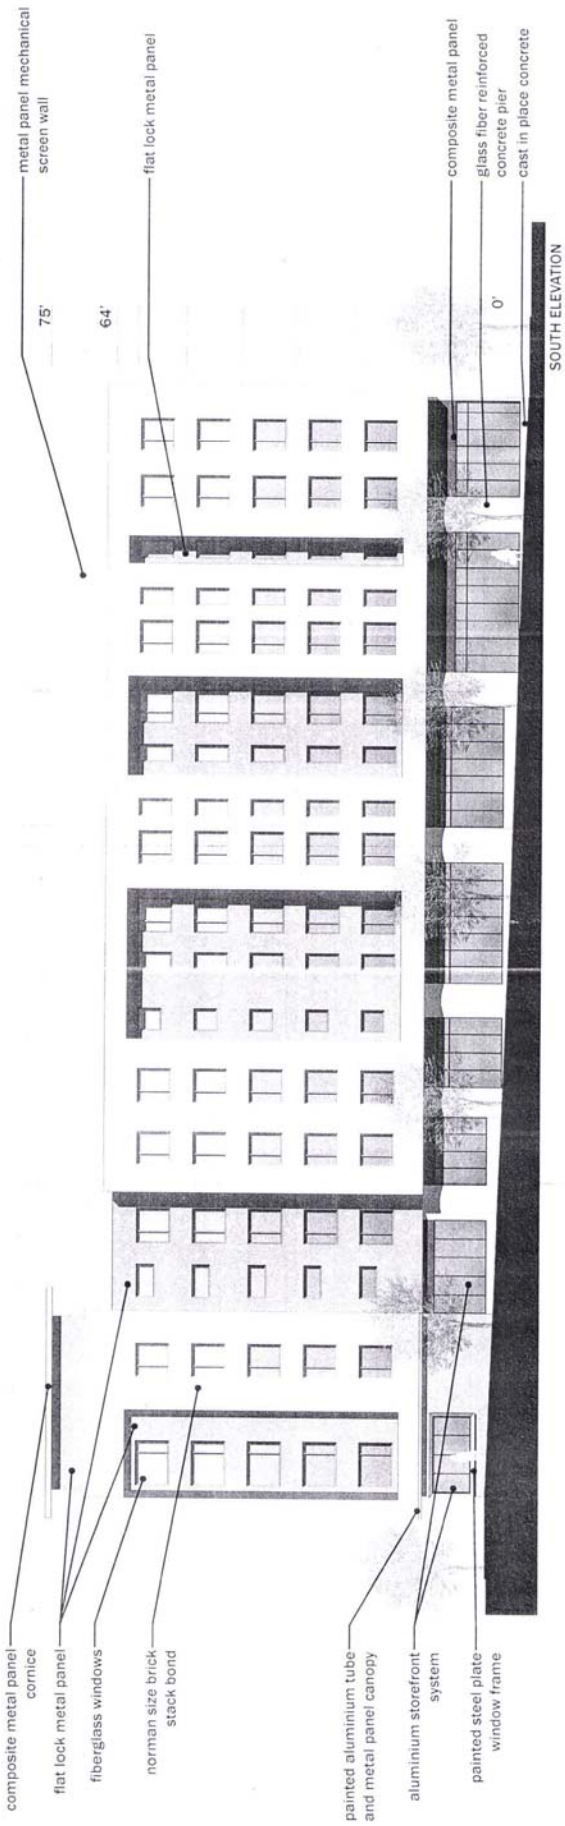 composite metal panel
cornice
flat lock metal panel
fiberglass windows
norman size brick
stack bond
painted aluminium tube
and metal panel canopy
aluminium storefront
system
painted steel plate
window frame
metal panel mechanical
screen wall
75'
64'
flat lock metal panel
composite metal panel
glass fiber reinforced
concrete pier
0'
cast in place concrete
SOUTH ELEVATION